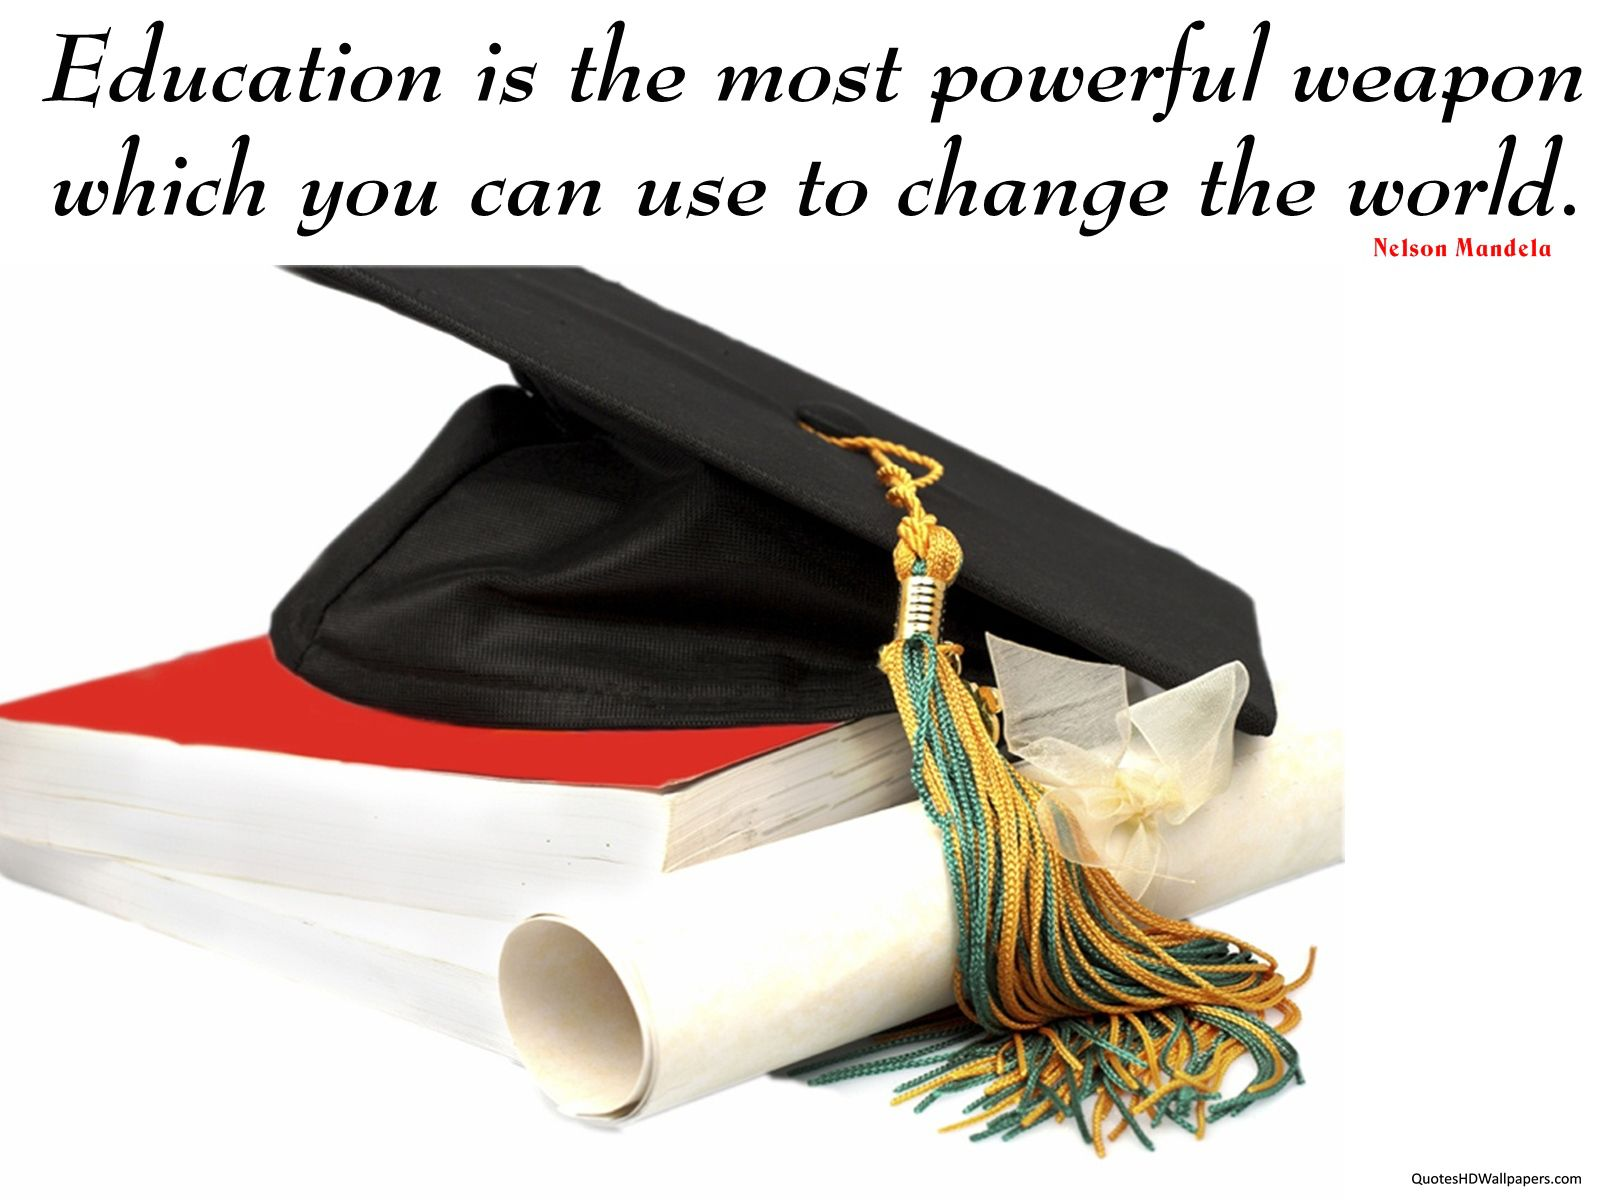 Education is the most powerful weapon
which you can use to change the world.
Nelson Mandela
QuotesHDWallpapers.com